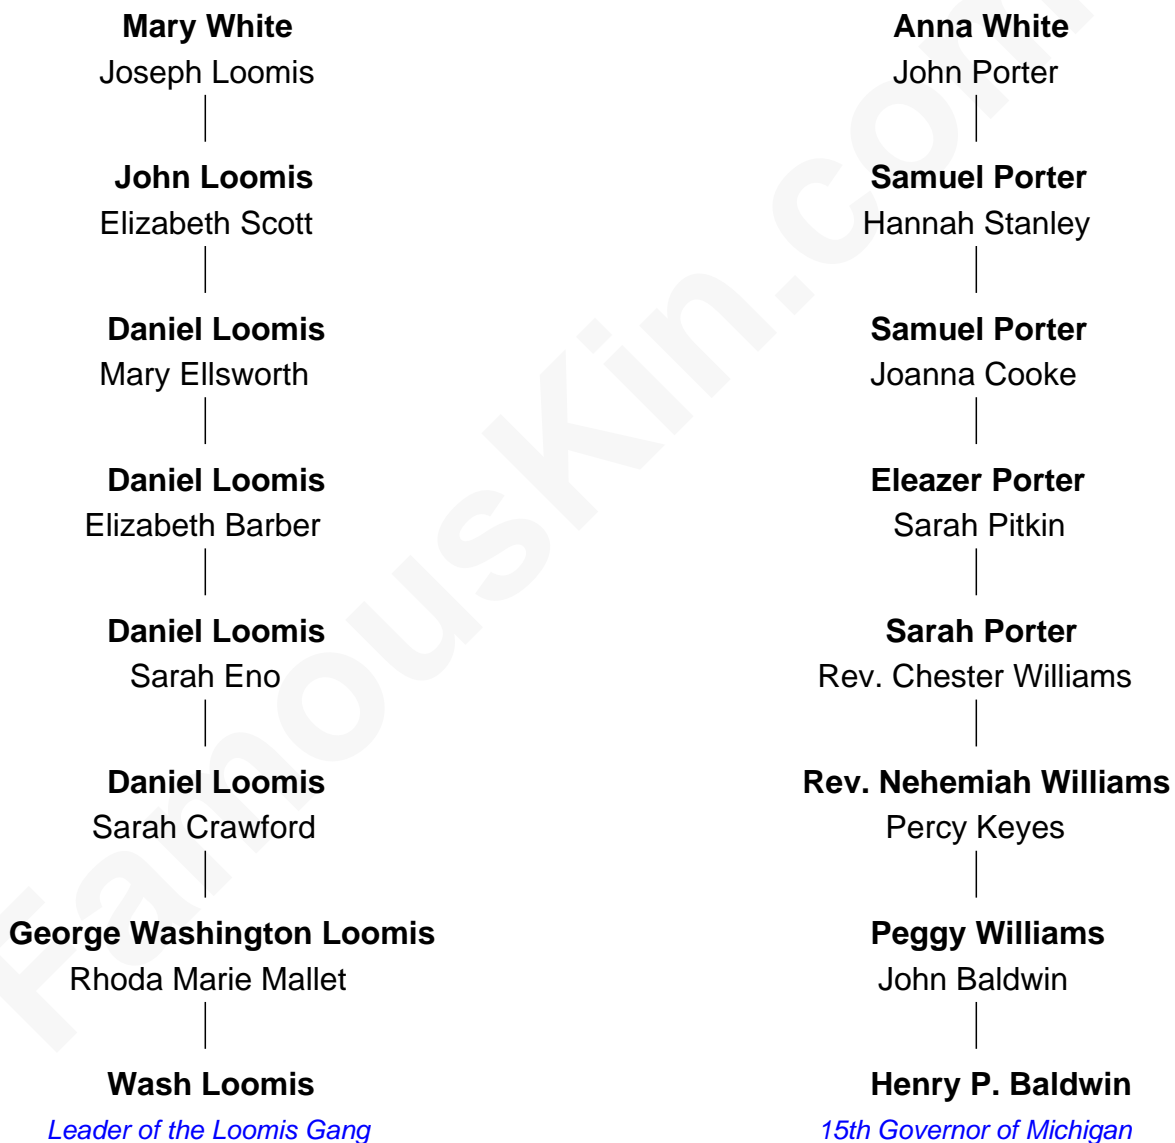 Mary White
Joseph Loomis
John Loomis
Elizabeth Scott
Daniel Loomis
Mary Ellsworth
Daniel Loomis
Elizabeth Barber
Daniel Loomis
Sarah Eno
Daniel Loomis
Sarah Crawford
George Washington Loomis
Rhoda Marie Mallet
Wash Loomis
Leader of the Loomis Gang
Anna White
John Porter
Samuel Porter
Hannah Stanley
Samuel Porter
Joanna Cooke
Eleazer Porter
Sarah Pitkin
Sarah Porter
Rev. Chester Williams
Rev. Nehemiah Williams
Percy Keyes
Peggy Williams
John Baldwin
Henry P. Baldwin
15th Governor of Michigan
FamousKin.com